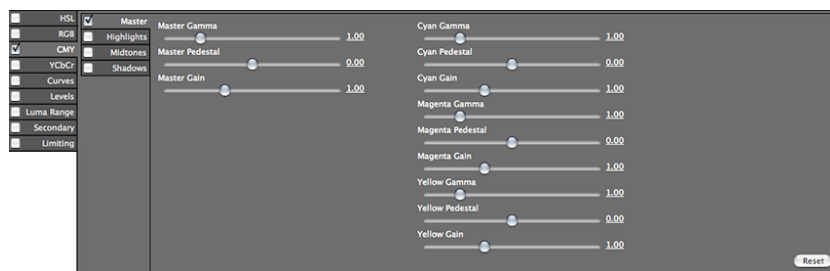 HSL
RGB
CMY
YCbCr
Curves
Levels
Luma Range
Secondary
Limiting
Master
Highlights
Midtones
Shadows
Master Gamma
1.00
Master Pedestal
0.00
Master Gain
1.00
Cyan Gamma
1.00
Cyan Pedestal
0.00
Cyan Gain
1.00
Magenta Gamma
1.00
Magenta Pedestal
0.00
Magenta Gain
1.00
Yellow Gamma
1.00
Yellow Pedestal
0.00
Yellow Gain
1.00
Reset